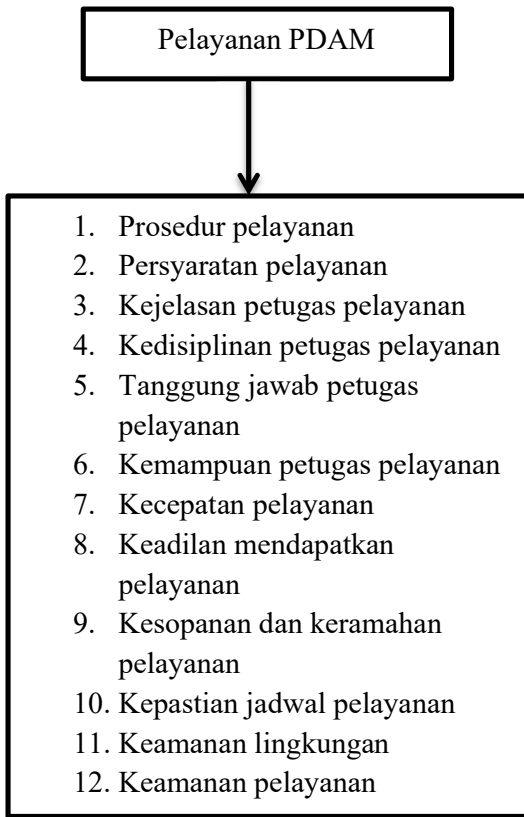 Pelayanan PDAM
1. Prosedur pelayanan
2. Persyaratan pelayanan
3. Kejelasan petugas pelayanan
4. Kedisiplinan petugas pelayanan
5. Tanggung jawab petugas
pelayanan
6. Kemampuan petugas pelayanan
7. Kecepatan pelayanan
8. Keadilan mendapatkan
pelayanan
9. Kesopanan dan keramahan
pelayanan
10. Kepastian jadwal pelayanan
11. Keamanan lingkungan
12. Keamanan pelayanan